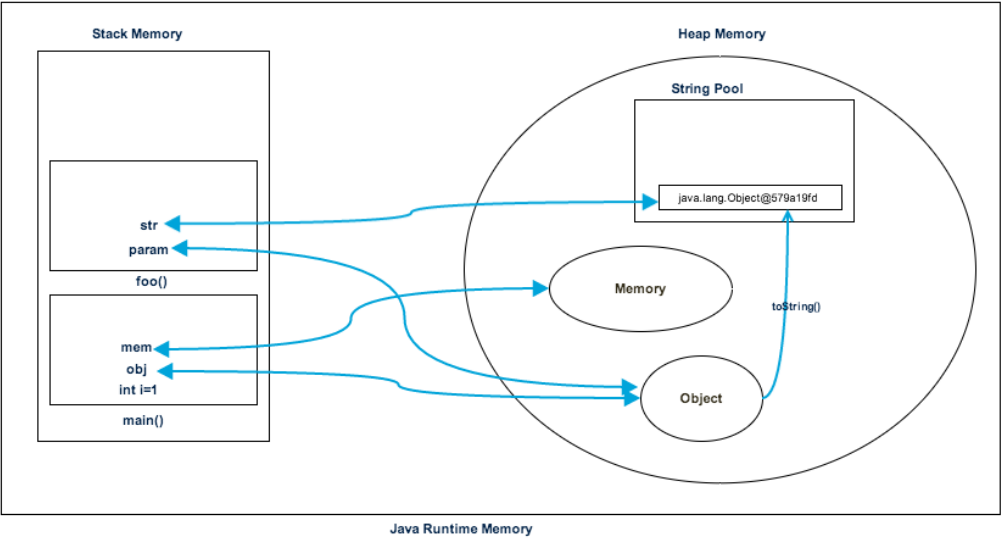 Stack Memory
Heap Memory
String Pool
java.lang.Object@579a19fd
str
param
foo()
Memory
toString()
mem
obj
int i=1
Object
main()
Java Runtime Memory